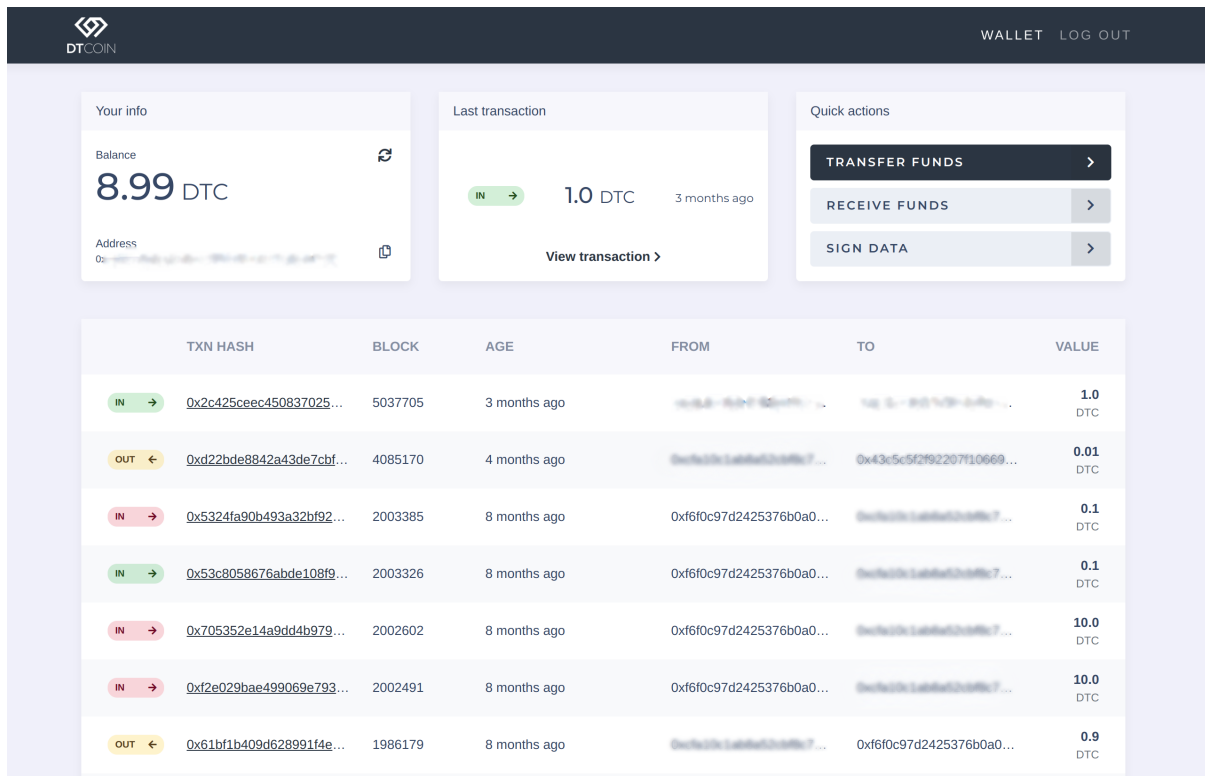 DTCOIN
WALLET LOG OUT
Your info
Balance
8.99 DTC
Address
Last transaction
IN 1.0 DTC 3 months ago
View transaction
Quick actions
TRANSFER FUNDS
RECEIVE FUNDS
SIGN DATA
TXN HASH BLOCK AGE FROM TO VALUE
IN 0x2c425ceec450837025… 5037705 3 months ago 1.0 DTC
OUT 0xd22bde8842a43de7cbf… 4085170 4 months ago 0x43c5c5f2f92207f10669… 0.01 DTC
IN 0x5324fa90b493a32bf92… 2003385 8 months ago 0xf6f0c97d2425376b0a0… 0.1 DTC
IN 0x53c8058676abde108f9… 2003326 8 months ago 0xf6f0c97d2425376b0a0… 0.1 DTC
IN 0x705352e14a9dd4b979… 2002602 8 months ago 0xf6f0c97d2425376b0a0… 10.0 DTC
IN 0xf2e029bae499069e793… 2002491 8 months ago 0xf6f0c97d2425376b0a0… 10.0 DTC
OUT 0x61bf1b409d628991f4e… 1986179 8 months ago 0xf6f0c97d2425376b0a0… 0.9 DTC